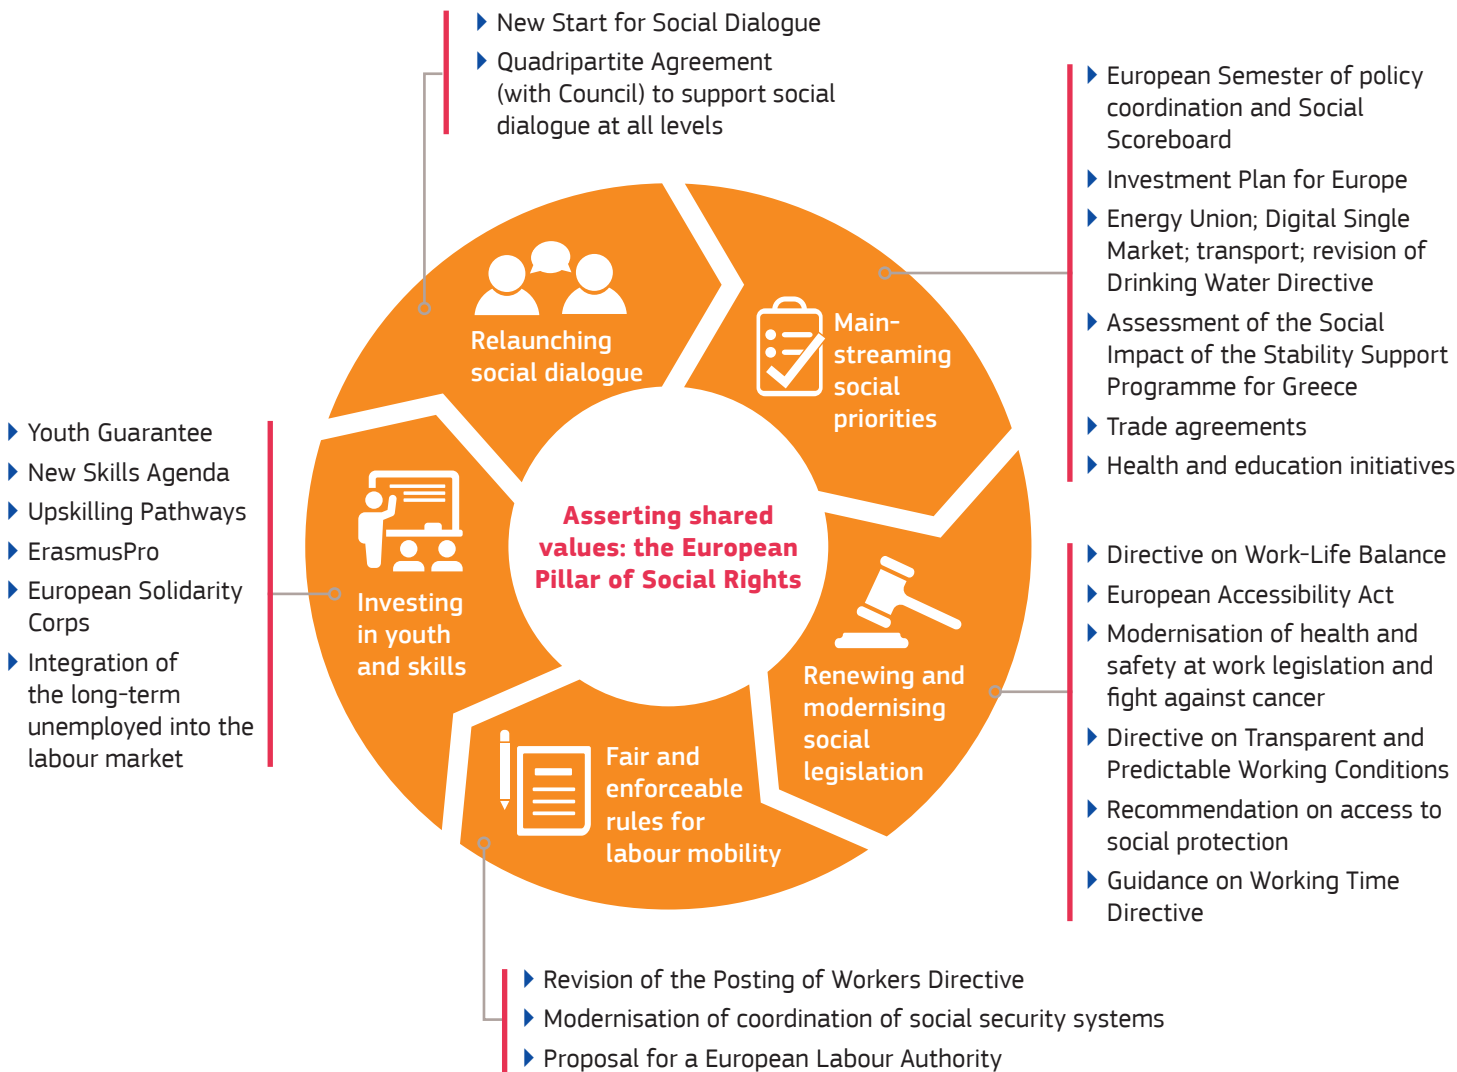 New Start for Social Dialogue
Quadripartite Agreement
(with Council) to support social
dialogue at all levels
European Semester of policy
coordination and Social
Scoreboard
Investment Plan for Europe
Energy Union; Digital Single
Market; transport; revision of
Drinking Water Directive
Assessment of the Social
Impact of the Stability Support
Programme for Greece
Trade agreements
Health and education initiatives
Relaunching
social dialogue
Main-
streaming
social
priorities
Youth Guarantee
New Skills Agenda
Upskilling Pathways
ErasmusPro
European Solidarity
Corps
Integration of
the long-term
unemployed into the
labour market
Investing
in youth
and skills
Asserting shared
values: the European
Pillar of Social Rights
Renewing and
modernising
social
legislation
Directive on Work-Life Balance
European Accessibility Act
Modernisation of health and
safety at work legislation and
fight against cancer
Directive on Transparent and
Predictable Working Conditions
Recommendation on access to
social protection
Guidance on Working Time
Directive
Fair and
enforceable
rules for
labour mobility
Revision of the Posting of Workers Directive
Modernisation of coordination of social security systems
Proposal for a European Labour Authority